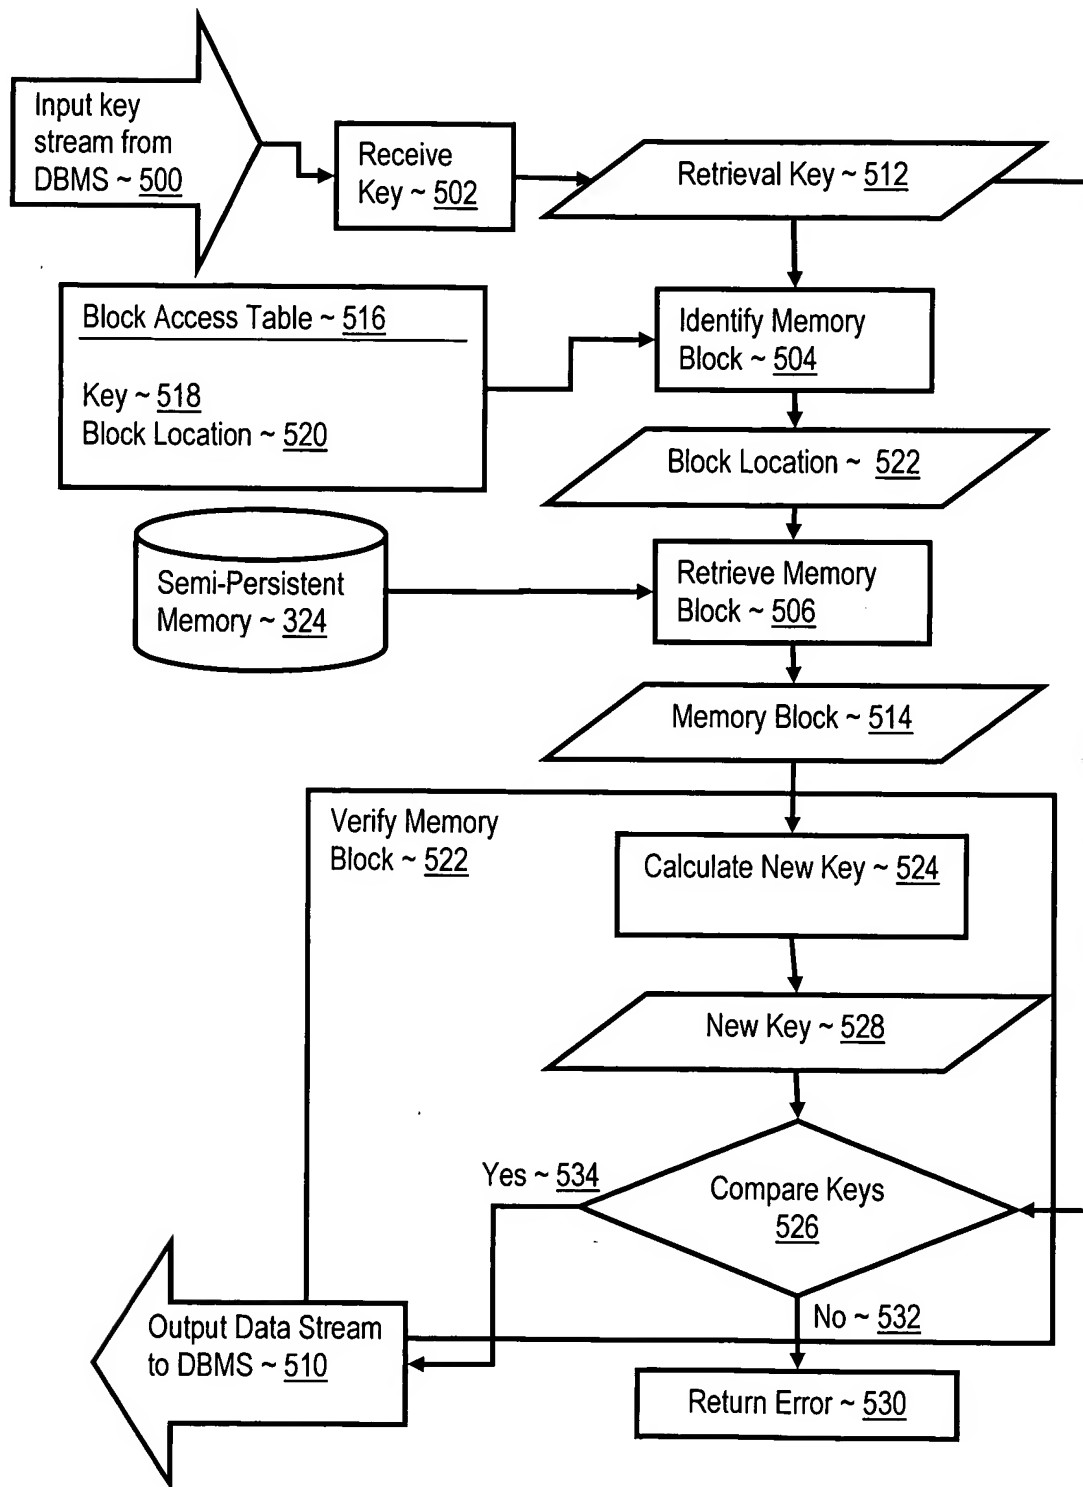 Input key
stream from
DBMS ~ 500
Receive
Key ~ 502
Retrieval Key ~ 512
Block Access Table ~ 516
Key ~ 518
Block Location ~ 520
Identify Memory
Block ~ 504
Block Location ~ 522
Semi-Persistent
Memory ~ 324
Retrieve Memory
Block ~ 506
Memory Block ~ 514
Verify Memory
Block ~ 522
Calculate New Key ~ 524
New Key ~ 528
Yes ~ 534
Compare Keys
526
No ~ 532
Output Data Stream
to DBMS ~ 510
Return Error ~ 530